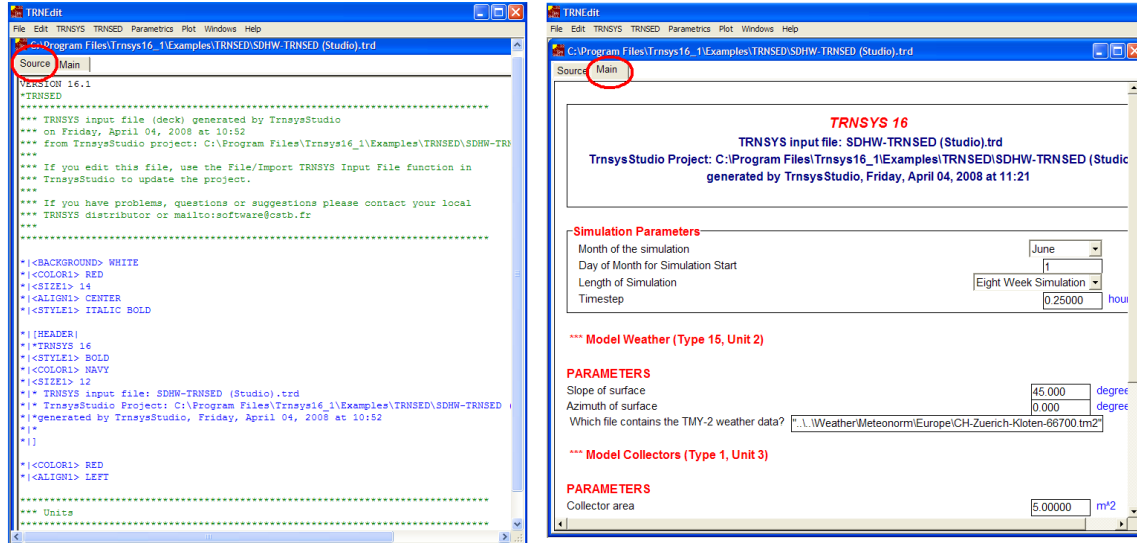 TRNEdit
File Edit TRNSYS TRNSED Parametrics Plot Windows Help
C:\Program Files\Trnsys16_1\Examples\TRNSED\SDHW-TRNSED (Studio).trd
Source Main
VERSION 16.1
*TRNSED
*******************************************************************************
*** TRNSYS input file (deck) generated by TrnsysStudio
*** on Friday, April 04, 2008 at 10:52
*** from TrnsysStudio project: C:\Program Files\Trnsys16_1\Examples\TRNSED\SDHW-TRN
***
*** If you edit this file, use the File/Import TRNSYS Input File function in
*** TrnsysStudio to update the project.
***
*** If you have problems, questions or suggestions please contact your local
*** TRNSYS distributor or mailto:software@cstb.fr
***
*******************************************************************************
*|<BACKGROUND> WHITE
*|<COLOR1> RED
*|<SIZE1> 14
*|<ALIGN1> CENTER
*|<STYLE1> ITALIC BOLD
*|[HEADER|
*|*TRNSYS 16
*|<STYLE1> BOLD
*|<COLOR1> NAVY
*|<SIZE1> 12
*|* TRNSYS input file: SDHW-TRNSED (Studio).trd
*|* TrnsysStudio Project: C:\Program Files\Trnsys16_1\Examples\TRNSED\SDHW-TRNSED
*|*generated by TrnsysStudio, Friday, April 04, 2008 at 10:52
*|*
*|]
*|<COLOR1> RED
*|<ALIGN1> LEFT
*******************************************************************************
*** Units
*******************************************************************************
TRNEdit
File Edit TRNSYS TRNSED Parametrics Plot Windows Help
C:\Program Files\Trnsys16_1\Examples\TRNSED\SDHW-TRNSED (Studio).trd
Source Main
TRNSYS 16
TRNSYS input file: SDHW-TRNSED (Studio).trd
TrnsysStudio Project: C:\Program Files\Trnsys16_1\Examples\TRNSED\SDHW-TRNSED (Studic
generated by TrnsysStudio, Friday, April 04, 2008 at 11:21
Simulation Parameters
Month of the simulation June
Day of Month for Simulation Start 1
Length of Simulation Eight Week Simulation
Timestep 0.25000 hour
*** Model Weather (Type 15, Unit 2)
PARAMETERS
Slope of surface 45.000 degree
Azimuth of surface 0.000 degree
Which file contains the TMY-2 weather data? "..\..\Weather\Meteonorm\Europe\CH-Zuerich-Kloten-66700.tm2"
*** Model Collectors (Type 1, Unit 3)
PARAMETERS
Collector area 5.00000 m^2